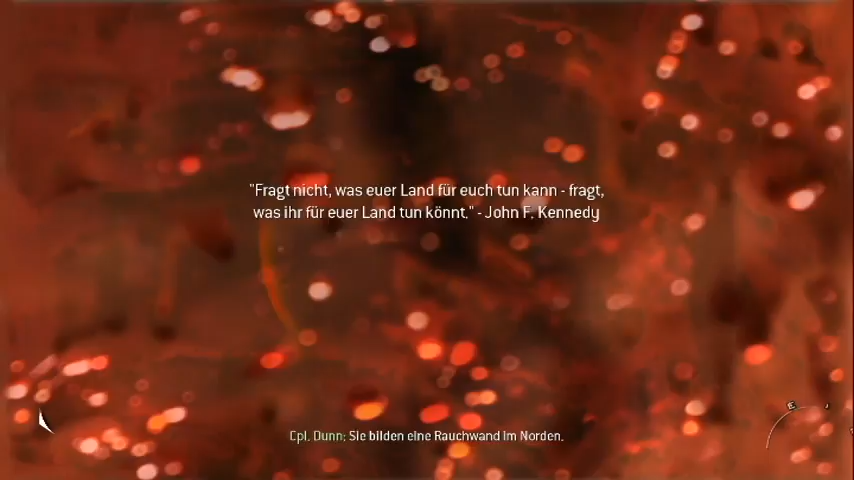 "Fragt nicht, was euer Land für euch tun kann - fragt,
was ihr für euer Land tun könnt." - John F. Kennedy
E
Cpl. Dunn: Sie bilden eine Rauchwand im Norden.